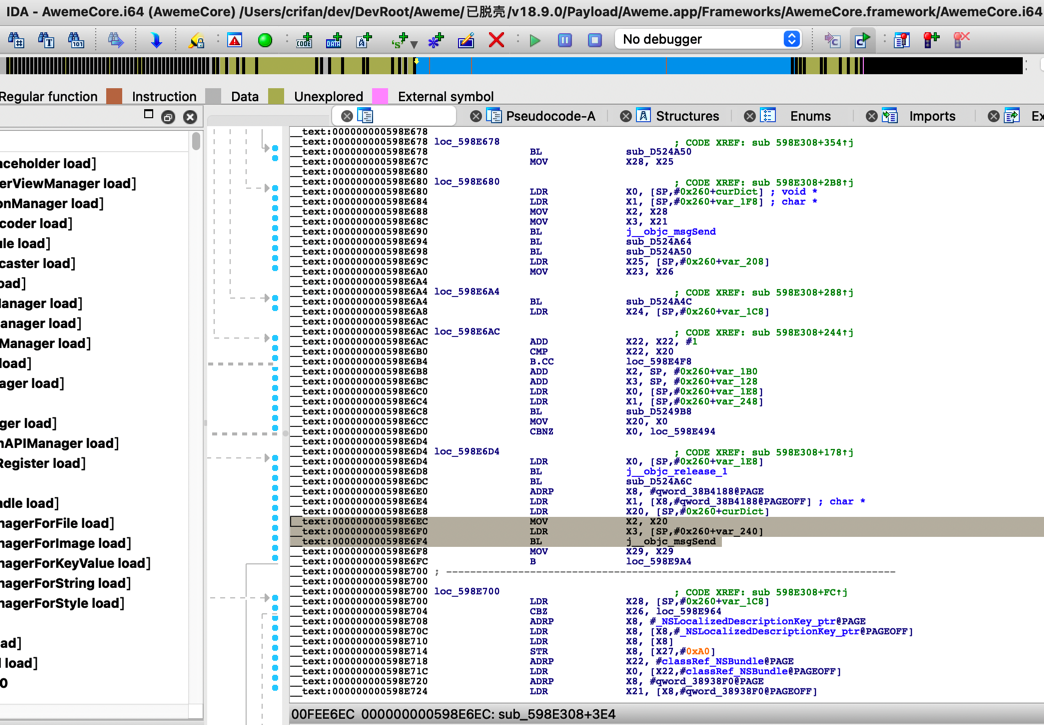 IDA - AwemeCore.i64 (AwemeCore) /Users/crifan/dev/DevRoot/Aweme/已脱壳/v18.9.0/Payload/Aweme.app/Frameworks/AwemeCore.framework/AwemeCore.i64
No debugger
Regular function Instruction Data Unexplored External symbol
Pseudocode-A Structures Enums Imports Ex
aceholder load]
erViewManager load]
onManager load]
coder load]
ule load]
caster load]
oad]
Manager load]
anager load]
Manager load]
load]
ager load]
ger load]
nAPIManager load]
Register load]
ndle load]
nagerForFile load]
nagerForImage load]
nagerForKeyValue load]
nagerForString load]
nagerForStyle load]
ad]
l load]
0
__text:000000000598E678
__text:000000000598E678 loc_598E678 ; CODE XREF: sub_598E308+354↑j
__text:000000000598E678 BL sub_D524A50
__text:000000000598E67C MOV X28, X25
__text:000000000598E680
__text:000000000598E680 loc_598E680 ; CODE XREF: sub_598E308+2B8↑j
__text:000000000598E680 LDR X0, [SP,#0x260+curDict] ; void *
__text:000000000598E684 LDR X1, [SP,#0x260+var_1F8] ; char *
__text:000000000598E688 MOV X2, X28
__text:000000000598E68C MOV X3, X21
__text:000000000598E690 BL j__objc_msgSend
__text:000000000598E694 BL sub_D524A64
__text:000000000598E698 BL sub_D524A50
__text:000000000598E69C LDR X25, [SP,#0x260+var_208]
__text:000000000598E6A0 MOV X23, X26
__text:000000000598E6A4
__text:000000000598E6A4 loc_598E6A4 ; CODE XREF: sub_598E308+288↑j
__text:000000000598E6A4 BL sub_D524A4C
__text:000000000598E6A8 LDR X24, [SP,#0x260+var_1C8]
__text:000000000598E6AC
__text:000000000598E6AC loc_598E6AC ; CODE XREF: sub_598E308+244↑j
__text:000000000598E6AC ADD X22, X22, #1
__text:000000000598E6B0 CMP X22, X20
__text:000000000598E6B4 B.CC loc_598E4F8
__text:000000000598E6B8 ADD X2, SP, #0x260+var_1B0
__text:000000000598E6BC ADD X3, SP, #0x260+var_128
__text:000000000598E6C0 LDR X0, [SP,#0x260+var_1E8]
__text:000000000598E6C4 LDR X1, [SP,#0x260+var_248]
__text:000000000598E6C8 BL sub_D5249B8
__text:000000000598E6CC MOV X20, X0
__text:000000000598E6D0 CBNZ X0, loc_598E494
__text:000000000598E6D4
__text:000000000598E6D4 loc_598E6D4 ; CODE XREF: sub_598E308+178↑j
__text:000000000598E6D4 LDR X0, [SP,#0x260+var_1E8]
__text:000000000598E6D8 BL j__objc_release_1
__text:000000000598E6DC BL sub_D524A6C
__text:000000000598E6E0 ADRP X8, #qword_38B4188@PAGE
__text:000000000598E6E4 LDR X1, [X8,#qword_38B4188@PAGEOFF] ; char *
__text:000000000598E6E8 LDR X20, [SP,#0x260+curDict]
__text:000000000598E6EC MOV X2, X20
__text:000000000598E6F0 LDR X3, [SP,#0x260+var_240]
__text:000000000598E6F4 BL j__objc_msgSend
__text:000000000598E6F8 MOV X29, X29
__text:000000000598E6FC B loc_598E9A4
__text:000000000598E700 ; ---------------------------------------------------------------------------
__text:000000000598E700
__text:000000000598E700 loc_598E700 ; CODE XREF: sub_598E308+FC↑j
__text:000000000598E700 LDR X28, [SP,#0x260+var_1C8]
__text:000000000598E704 CBZ X26, loc_598E964
__text:000000000598E708 ADRP X8, #_NSLocalizedDescriptionKey_ptr@PAGE
__text:000000000598E70C LDR X8, [X8,#_NSLocalizedDescriptionKey_ptr@PAGEOFF]
__text:000000000598E710 LDR X8, [X8]
__text:000000000598E714 STR X8, [X27,#0xA0]
__text:000000000598E718 ADRP X22, #classRef_NSBundle@PAGE
__text:000000000598E71C LDR X0, [X22,#classRef_NSBundle@PAGEOFF]
__text:000000000598E720 ADRP X8, #qword_38938F0@PAGE
__text:000000000598E724 LDR X21, [X8,#qword_38938F0@PAGEOFF]
00FEE6EC 000000000598E6EC: sub_598E308+3E4